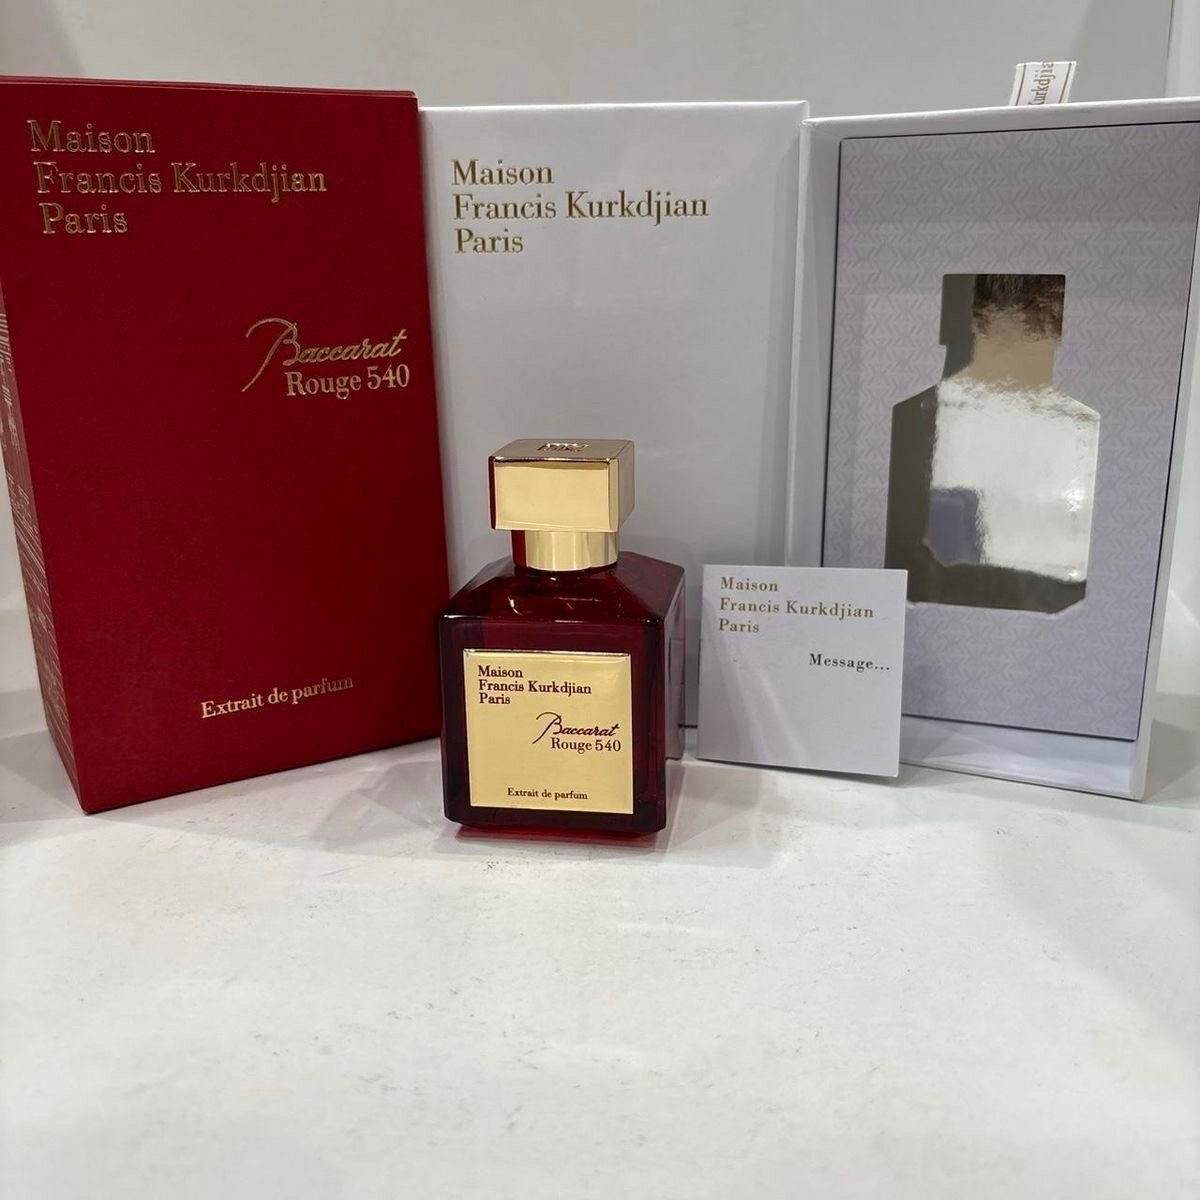 Maison
Francis Kurkdjian
Paris
Baccarat
Rouge 540
Extrait de parfum
Maison
Francis Kurkdjian
Paris
Kurkdjia
Maison
Francis Kurkdjian
Paris
Baccarat
Rouge 540
Extrait de parfum
Maison
Francis Kurkdjian
Paris
Message...